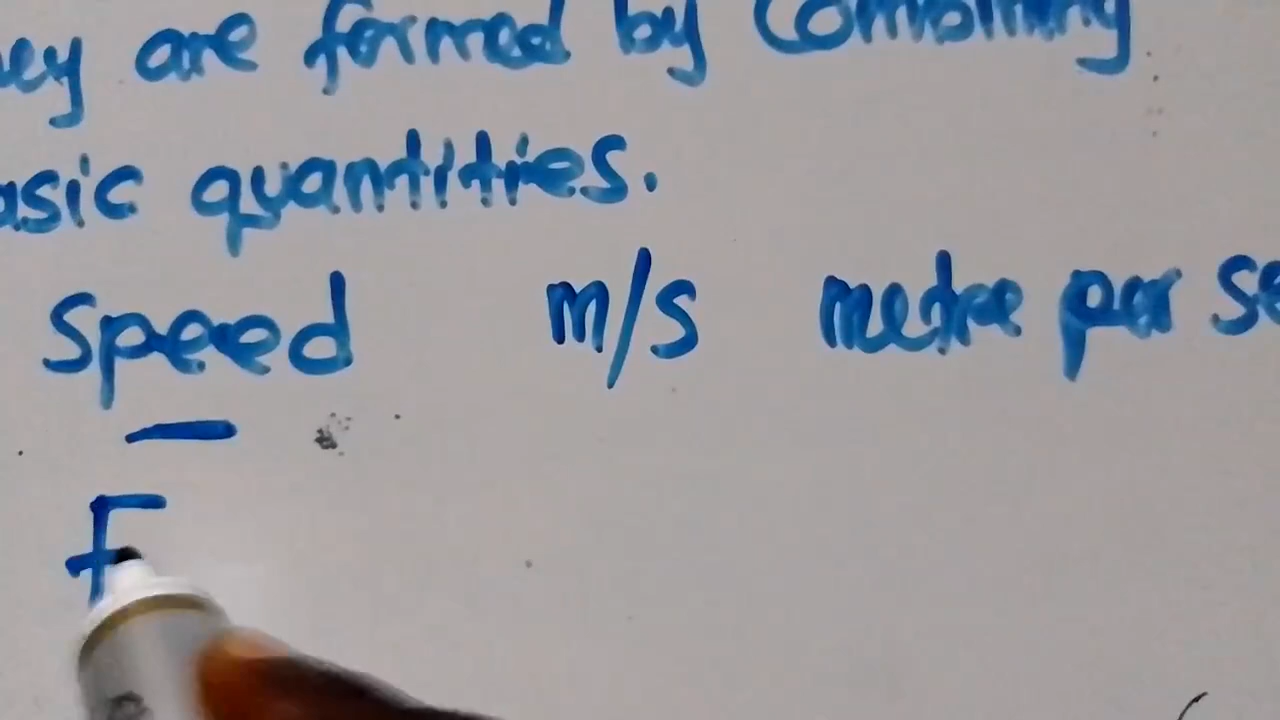 ey are formed by combining
asic quantities.
Speed m/s metre per se
F